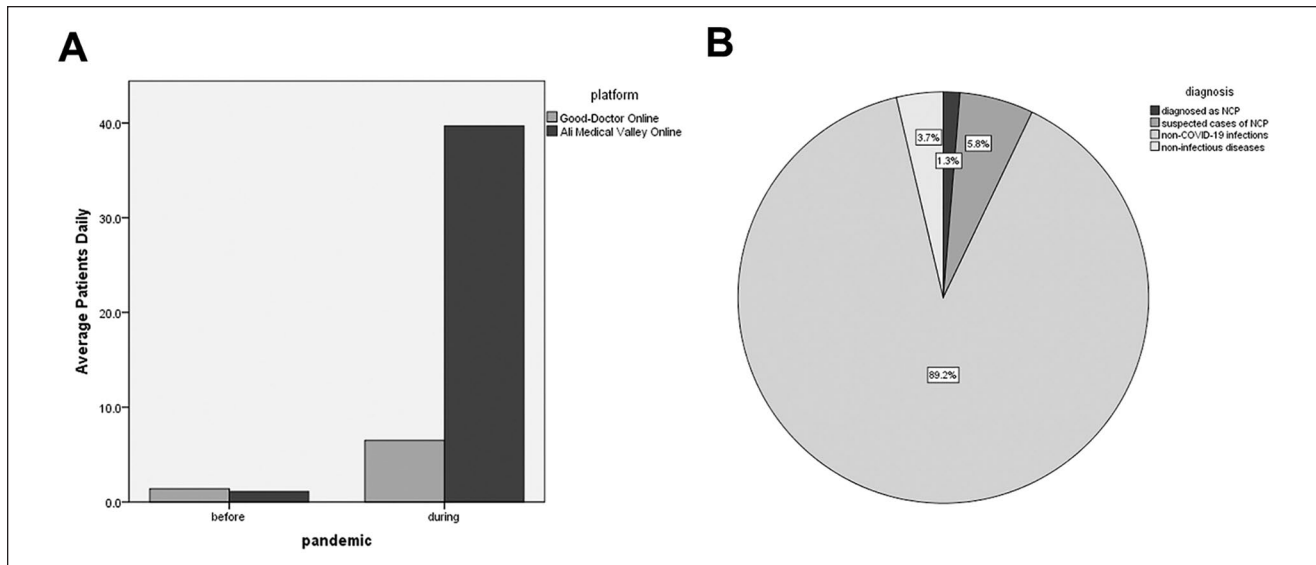 A
platform
Good-Doctor Online
Ali Medical Valley Online
40.0
30.0
20.0
10.0
0.0
Average Patients Daily
before
during
pandemic
B
diagnosis
diagnosed as NCP
suspected cases of NCP
non-COVID-19 infections
non-infectious diseases
3.7%
1.3%
5.8%
89.2%